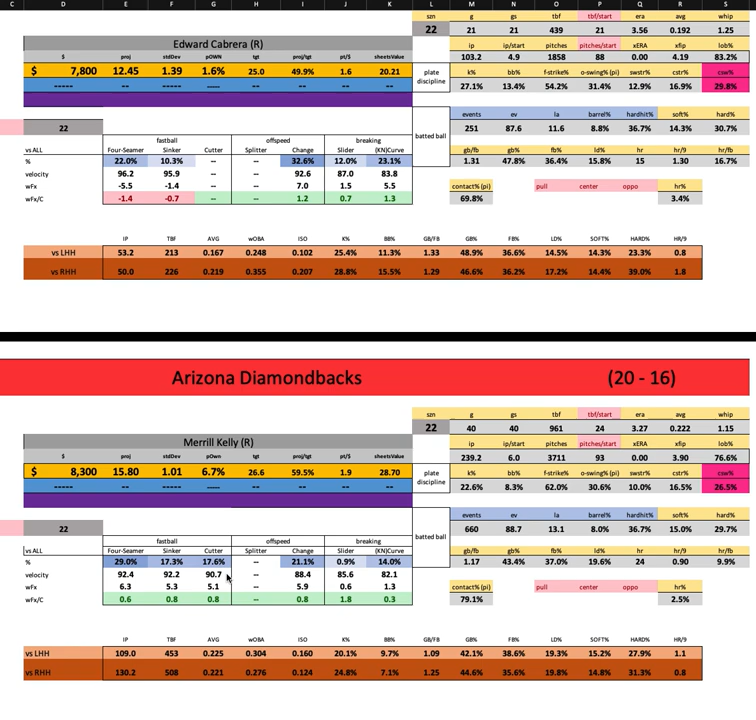 C D E F G H I J K L M N O P Q R S
szn g gs tbf tbf/start era avg whip
22 21 21 439 21 3.56 0.192 1.25
Edward Cabrera (R) ip ip/start pitches pitches/start xERA xfip lob%
$ proj stdDev pOWN tgt proj/tgt pt/$ sheetsValue 103.2 4.9 1858 88 0.00 4.19 83.2%
$ 7,800 12.45 1.39 1.6% 25.0 49.9% 1.6 20.21 plate discipline k% bb% f-strike% o-swing% (pi) swstr% cstr% csw%
----- -- -- ---- -- -- -- -- 27.1% 13.4% 54.2% 31.4% 12.9% 16.9% 29.8%
batted ball events ev la barrel% hardhit% soft% hard%
22 251 87.6 11.6 8.8% 36.7% 14.3% 30.7%
fastball offspeed breaking
vs ALL Four-Seamer Sinker Cutter Splitter Change Slider (KN)Curve gb/fb gb% fb% ld% hr hr/9 hr/fb
% 22.0% 10.3% -- -- 32.6% 12.0% 23.1% 1.31 47.8% 36.4% 15.8% 15 1.30 16.7%
velocity 96.2 95.9 -- -- 92.6 87.0 83.8
wFx -5.5 -1.4 -- -- 7.0 1.5 5.5 contact% (pi) pull center oppo hr%
wFx/C -1.4 -0.7 -- -- 1.2 0.7 1.3 69.8% 3.4%
IP TBF AVG wOBA ISO K% BB% GB/FB GB% FB% LD% SOFT% HARD% HR/9
vs LHH 53.2 213 0.167 0.248 0.102 25.4% 11.3% 1.33 48.9% 36.6% 14.5% 14.3% 23.3% 0.8
vs RHH 50.0 226 0.219 0.355 0.207 28.8% 15.5% 1.29 46.6% 36.2% 17.2% 14.4% 39.0% 1.8
Arizona Diamondbacks (20 - 16)
szn g gs tbf tbf/start era avg whip
22 40 40 961 24 3.27 0.222 1.15
Merrill Kelly (R) ip ip/start pitches pitches/start xERA xfip lob%
$ proj stdDev pOwn tgt proj/tgt pt/$ sheetsValue 239.2 6.0 3711 93 0.00 3.90 76.6%
$ 8,300 15.80 1.01 6.7% 26.6 59.5% 1.9 28.70 plate discipline k% bb% f-strike% o-swing% (pi) swstr% cstr% csw%
----- -- -- ---- -- -- -- -- 22.6% 8.3% 62.0% 30.6% 10.0% 16.5% 26.5%
batted ball events ev la barrel% hardhit% soft% hard%
22 660 88.7 13.1 8.0% 36.7% 15.0% 29.7%
fastball offspeed breaking
vs ALL Four-Seamer Sinker Cutter Splitter Change Slider (KN)Curve gb/fb gb% fb% ld% hr hr/9 hr/fb
% 29.0% 17.3% 17.6% -- 21.1% 0.9% 14.0% 1.17 43.4% 37.0% 19.6% 24 0.90 9.9%
velocity 92.4 92.2 90.7 -- 88.4 85.6 82.1
wFx 6.3 5.3 5.1 -- 5.9 0.6 1.3 contact% (pi) pull center oppo hr%
wFx/C 0.6 0.8 0.8 -- 0.8 1.8 0.3 79.1% 2.5%
IP TBF AVG wOBA ISO K% BB% GB/FB GB% FB% LD% SOFT% HARD% HR/9
vs LHH 109.0 453 0.225 0.304 0.160 20.1% 9.7% 1.09 42.1% 38.6% 19.3% 15.2% 27.9% 1.1
vs RHH 130.2 508 0.221 0.276 0.124 24.8% 7.1% 1.25 44.6% 35.6% 19.8% 14.8% 31.3% 0.8